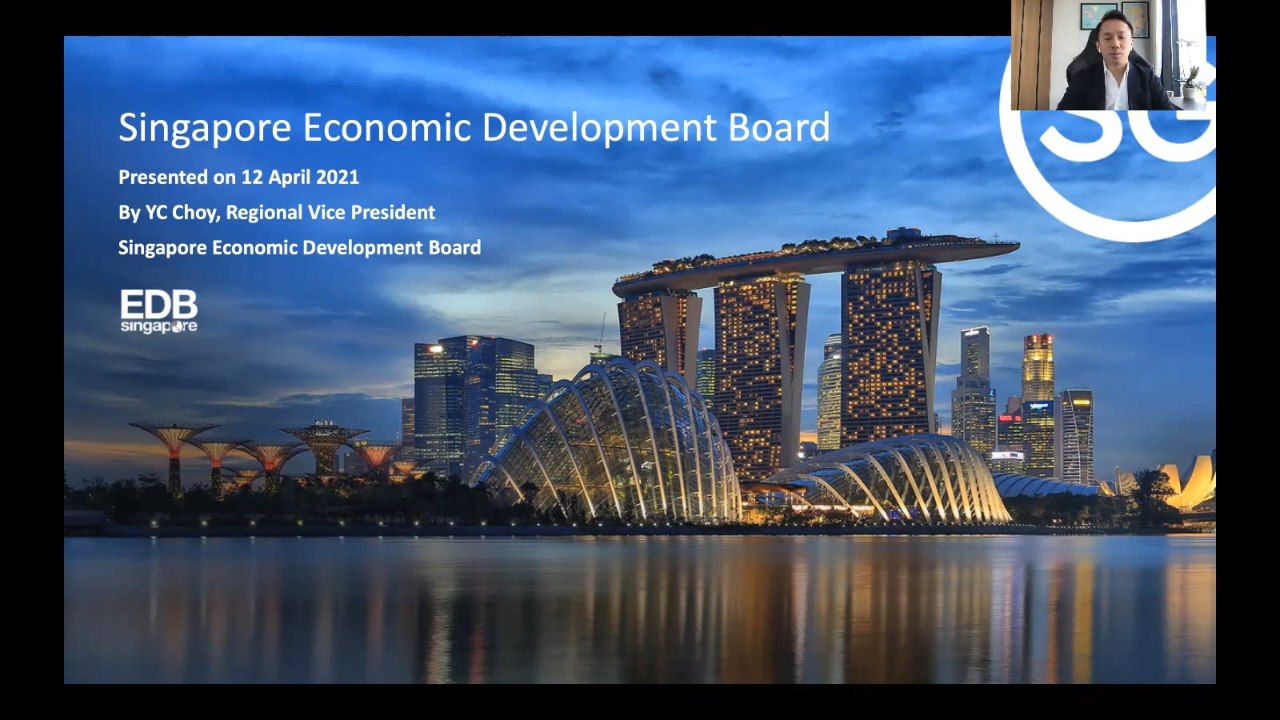 Singapore Economic Development Board
Presented on 12 April 2021
By YC Choy, Regional Vice President
Singapore Economic Development Board
EDB
singapore
SG